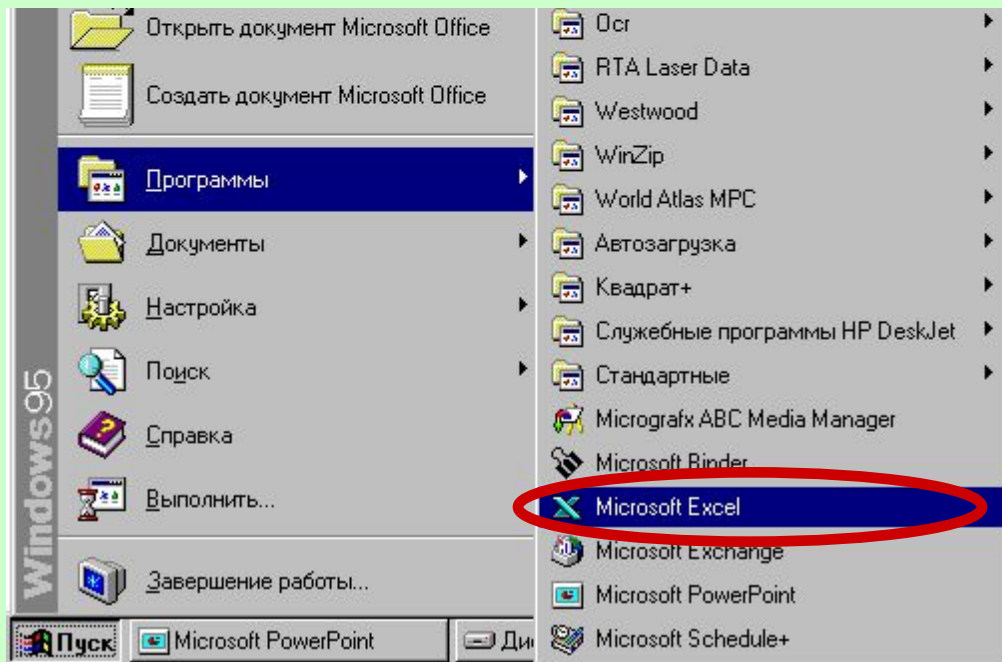 Открыть документ Microsoft Office
Создать документ Microsoft Office
Программы
Документы
Настройка
Поиск
Справка
Выполнить...
Завершение работы...
Windows95
Ocr
RTA Laser Data
Westwood
WinZip
World Atlas MPC
Автозагрузка
Квадрат+
Служебные программы HP DeskJet
Стандартные
Micrografx ABC Media Manager
Microsoft Binder
Microsoft Excel
Microsoft Exchange
Microsoft PowerPoint
Microsoft Schedule+
Пуск
Microsoft PowerPoint